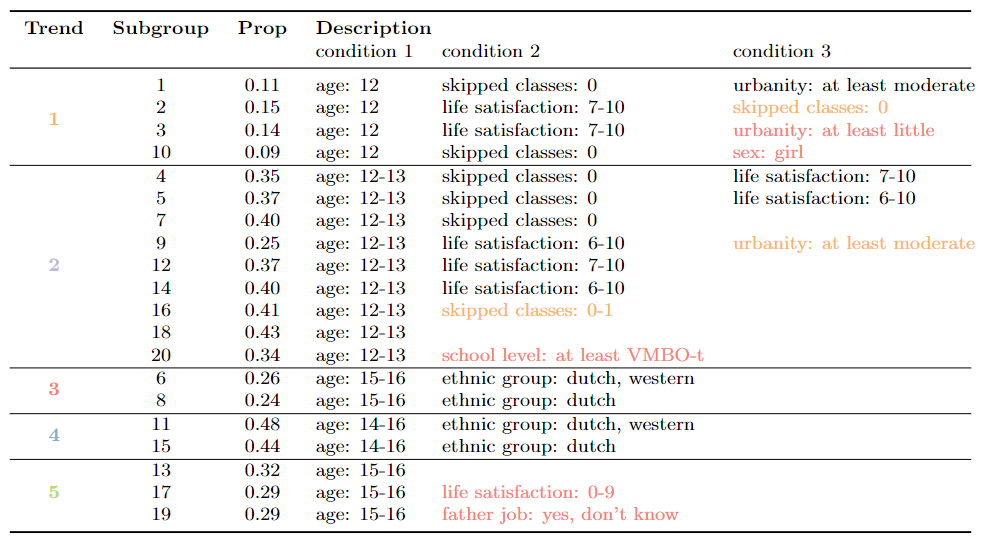 Trend Subgroup Prop Description
condition 1 condition 2 condition 3
1 0.11 age: 12 skipped classes: 0 urbanity: at least moderate
2 0.15 age: 12 life satisfaction: 7-10 skipped classes: 0
1
3 0.14 age: 12 life satisfaction: 7-10 urbanity: at least little
10 0.09 age: 12 skipped classes: 0 sex: girl
4 0.35 age: 12-13 skipped classes: 0 life satisfaction: 7-10
5 0.37 age: 12-13 skipped classes: 0 life satisfaction: 6-10
7 0.40 age: 12-13 skipped classes: 0
9 0.25 age: 12-13 life satisfaction: 6-10 urbanity: at least moderate
2 12 0.37 age: 12-13 life satisfaction: 7-10
14 0.40 age: 12-13 life satisfaction: 6-10
16 0.41 age: 12-13 skipped classes: 0-1
18 0.43 age: 12-13
20 0.34 age: 12-13 school level: at least VMBO-t
6 0.26 age: 15-16 ethnic group: dutch, western
3
8 0.24 age: 15-16 ethnic group: dutch
11 0.48 age: 14-16 ethnic group: dutch, western
4
15 0.44 age: 14-16 ethnic group: dutch
13 0.32 age: 15-16
5 17 0.29 age: 15-16 life satisfaction: 0-9
19 0.29 age: 15-16 father job: yes, don't know